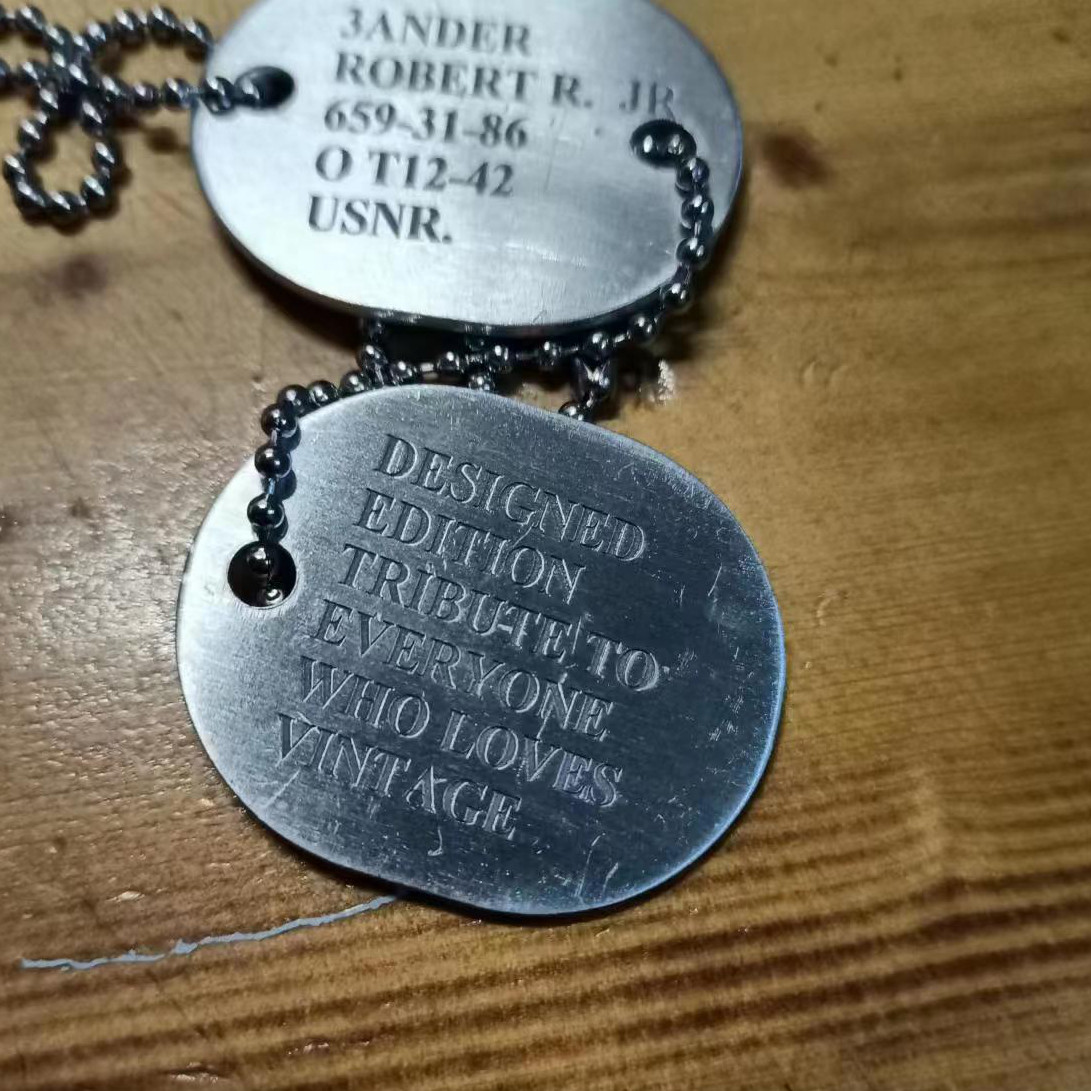 3ANDER
ROBERT R. JR
659-31-86
O T12-42
USNR.
DESIGNED
EDITION
TRIBUTE TO
EVERYONE
WHO LOVES
VINTAGE